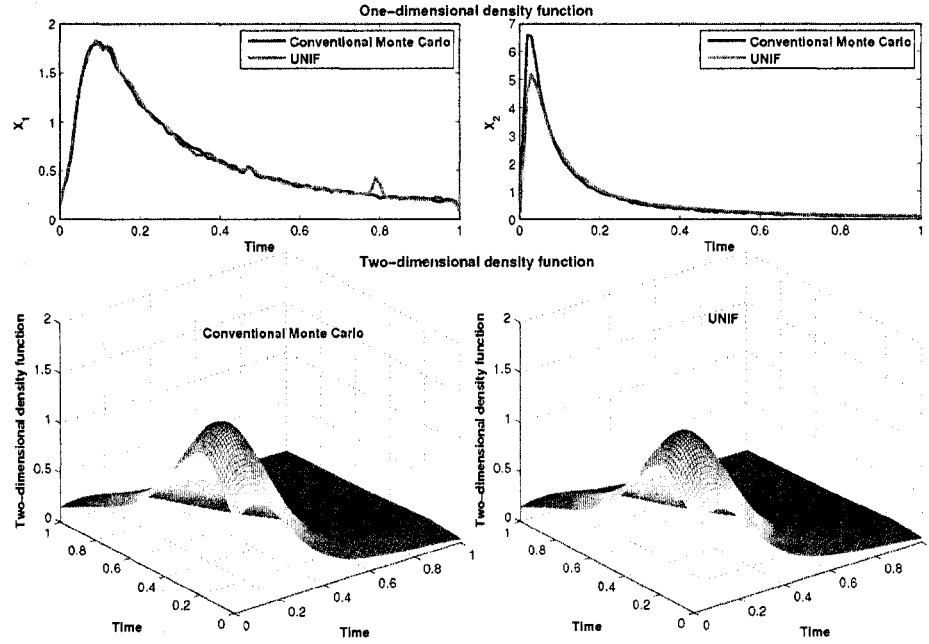 One-dimensional density function
2
1.5
1
0.5
0
X1
0 0.2 0.4 0.6 0.8 1
Time
Conventional Monte Carlo
UNIF
7
6
5
4
3
2
1
0
X2
0 0.2 0.4 0.6 0.8 1
Time
Conventional Monte Carlo
UNIF
Two-dimensional density function
Conventional Monte Carlo
Two-dimensional density function
2
1.5
1
0.5
0
1
0.8
0.6
0.4
0.2
0
Time
0
0.2
0.4
0.6
0.8
1
Time
UNIF
Two-dimensional density function
2
1.5
1
0.5
0
1
0.8
0.6
0.4
0.2
0
Time
0
0.2
0.4
0.6
0.8
1
Time